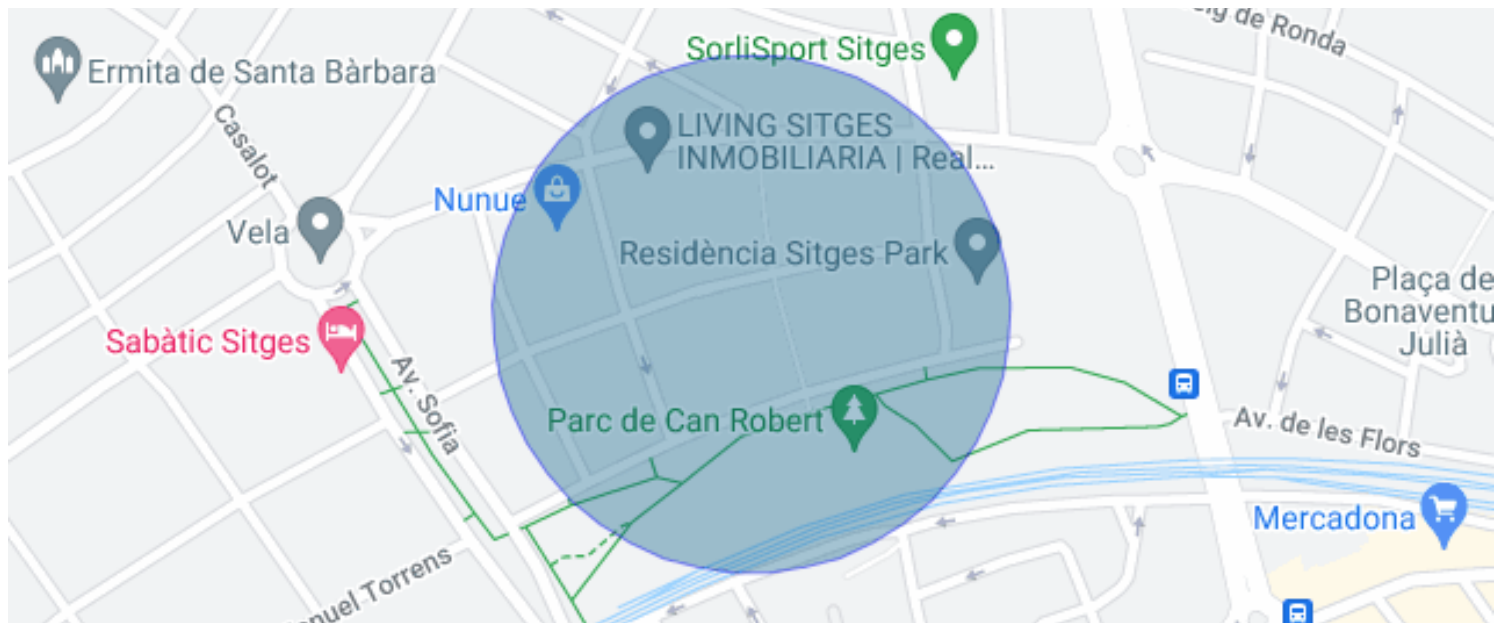 ig de Ronda
SorliSport Sitges
Ermita de Santa Bàrbara
Casalot
LIVING SITGES
INMOBILIARIA | Real...
Nunue
Vela
Residència Sitges Park
Plaça de
Bonaventu
Julià
Sabàtic Sitges
Av. Sofia
Parc de Can Robert
Av. de les Flors
Mercadona
nuel Torrens